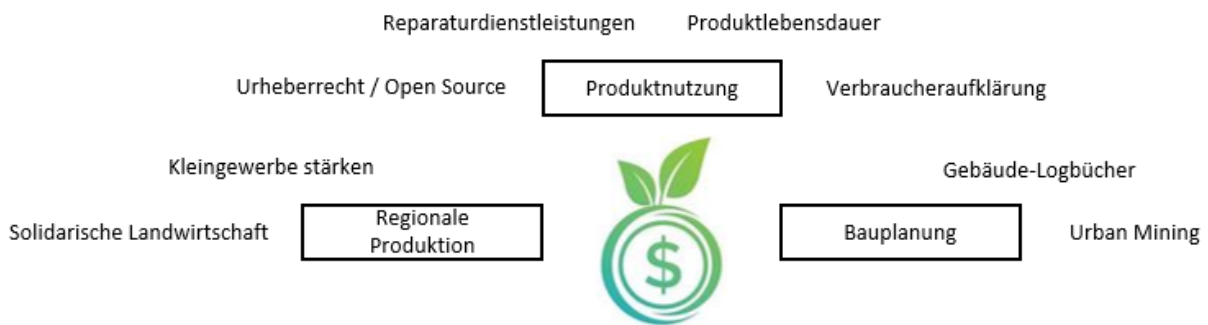 Reparaturdienstleistungen Produktlebensdauer
Urheberrecht / Open Source Produktnutzung Verbraucheraufklärung
Kleingewerbe stärken Gebäude-Logbücher
Solidarische Landwirtschaft Regionale Produktion Bauplanung Urban Mining
$